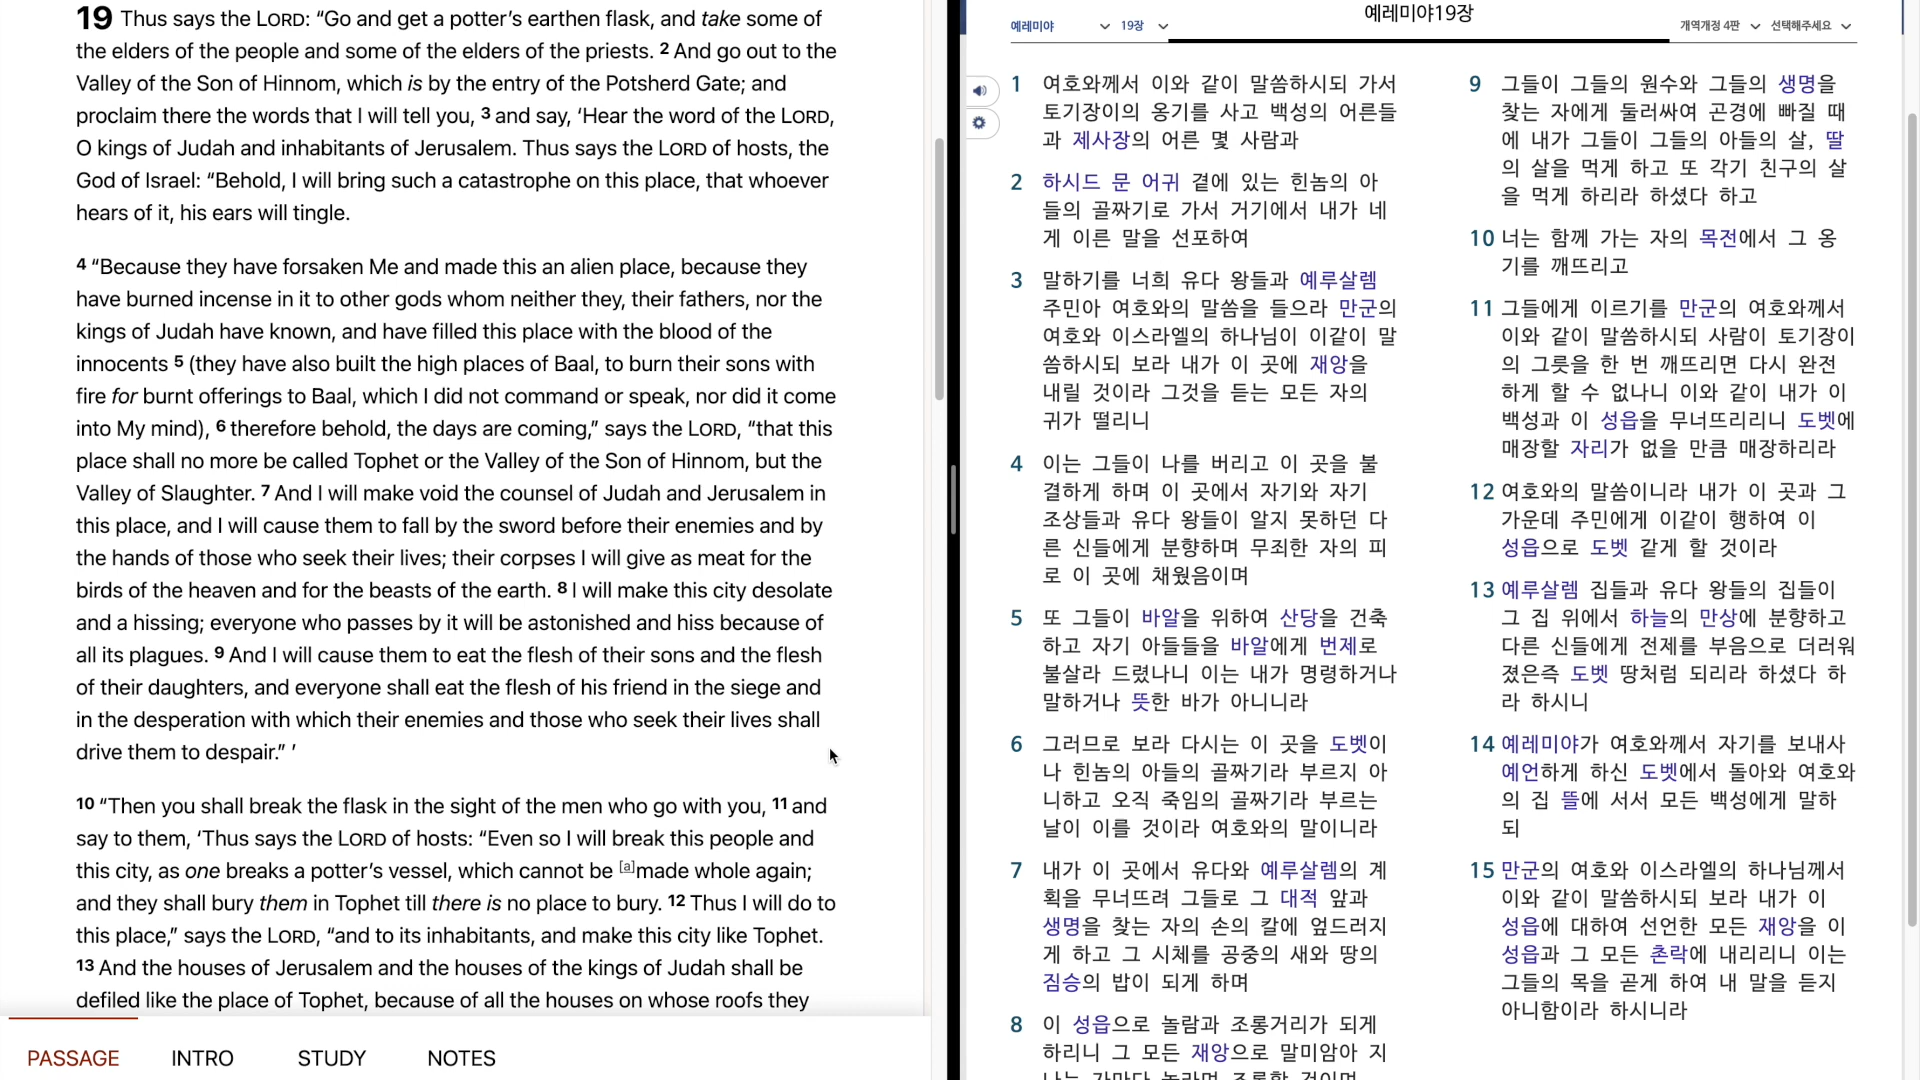 19 Thus says the LORD: “Go and get a potter’s earthen flask, and take some of
the elders of the people and some of the elders of the priests. 2 And go out to the
Valley of the Son of Hinnom, which is by the entry of the Potsherd Gate; and
proclaim there the words that I will tell you, 3 and say, ‘Hear the word of the LORD,
O kings of Judah and inhabitants of Jerusalem. Thus says the LORD of hosts, the
God of Israel: “Behold, I will bring such a catastrophe on this place, that whoever
hears of it, his ears will tingle.
4 “Because they have forsaken Me and made this an alien place, because they
have burned incense in it to other gods whom neither they, their fathers, nor the
kings of Judah have known, and have filled this place with the blood of the
innocents 5 (they have also built the high places of Baal, to burn their sons with
fire for burnt offerings to Baal, which I did not command or speak, nor did it come
into My mind), 6 therefore behold, the days are coming,” says the LORD, “that this
place shall no more be called Tophet or the Valley of the Son of Hinnom, but the
Valley of Slaughter. 7 And I will make void the counsel of Judah and Jerusalem in
this place, and I will cause them to fall by the sword before their enemies and by
the hands of those who seek their lives; their corpses I will give as meat for the
birds of the heaven and for the beasts of the earth. 8 I will make this city desolate
and a hissing; everyone who passes by it will be astonished and hiss because of
all its plagues. 9 And I will cause them to eat the flesh of their sons and the flesh
of their daughters, and everyone shall eat the flesh of his friend in the siege and
in the desperation with which their enemies and those who seek their lives shall
drive them to despair.” ’
10 “Then you shall break the flask in the sight of the men who go with you, 11 and
say to them, ‘Thus says the LORD of hosts: “Even so I will break this people and
this city, as one breaks a potter’s vessel, which cannot be [a]made whole again;
and they shall bury them in Tophet till there is no place to bury. 12 Thus I will do to
this place,” says the LORD, “and to its inhabitants, and make this city like Tophet.
13 And the houses of Jerusalem and the houses of the kings of Judah shall be
defiled like the place of Tophet, because of all the houses on whose roofs they
PASSAGE INTRO STUDY NOTES
예레미야 19장 예레미야19장 개역개정 4판 선택해주세요
1 여호와께서 이와 같이 말씀하시되 가서
토기장이의 옹기를 사고 백성의 어른들
과 제사장의 어른 몇 사람과
2 하시드 문 어귀 곁에 있는 힌놈의 아
들의 골짜기로 가서 거기에서 내가 네
게 이른 말을 선포하여
3 말하기를 너희 유다 왕들과 예루살렘
주민아 여호와의 말씀을 들으라 만군의
여호와 이스라엘의 하나님이 이같이 말
씀하시되 보라 내가 이 곳에 재앙을
내릴 것이라 그것을 듣는 모든 자의
귀가 떨리니
4 이는 그들이 나를 버리고 이 곳을 불
결하게 하며 이 곳에서 자기와 자기
조상들과 유다 왕들이 알지 못하던 다
른 신들에게 분향하며 무죄한 자의 피
로 이 곳에 채웠음이며
5 또 그들이 바알을 위하여 산당을 건축
하고 자기 아들들을 바알에게 번제로
불살라 드렸나니 이는 내가 명령하거나
말하거나 뜻한 바가 아니니라
6 그러므로 보라 다시는 이 곳을 도벳이
나 힌놈의 아들의 골짜기라 부르지 아
니하고 오직 죽임의 골짜기라 부르는
날이 이를 것이라 여호와의 말이니라
7 내가 이 곳에서 유다와 예루살렘의 계
획을 무너뜨려 그들로 그 대적 앞과
생명을 찾는 자의 손의 칼에 엎드러지
게 하고 그 시체를 공중의 새와 땅의
짐승의 밥이 되게 하며
8 이 성읍으로 놀람과 조롱거리가 되게
하리니 그 모든 재앙으로 말미암아 지
나는 자마다 놀라며 조롱할 것이며
9 그들이 그들의 원수와 그들의 생명을
찾는 자에게 둘러싸여 곤경에 빠질 때
에 내가 그들이 그들의 아들의 살, 딸
의 살을 먹게 하고 또 각기 친구의 살
을 먹게 하리라 하셨다 하고
10 너는 함께 가는 자의 목전에서 그 옹
기를 깨뜨리고
11 그들에게 이르기를 만군의 여호와께서
이와 같이 말씀하시되 사람이 토기장이
의 그릇을 한 번 깨뜨리면 다시 완전
하게 할 수 없나니 이와 같이 내가 이
백성과 이 성읍을 무너뜨리리니 도벳에
매장할 자리가 없을 만큼 매장하리라
12 여호와의 말씀이니라 내가 이 곳과 그
가운데 주민에게 이같이 행하여 이
성읍으로 도벳 같게 할 것이라
13 예루살렘 집들과 유다 왕들의 집들이
그 집 위에서 하늘의 만상에 분향하고
다른 신들에게 전제를 부음으로 더러워
졌은즉 도벳 땅처럼 되리라 하셨다 하
라 하시니
14 예레미야가 여호와께서 자기를 보내사
예언하게 하신 도벳에서 돌아와 여호와
의 집 뜰에 서서 모든 백성에게 말하
되
15 만군의 여호와 이스라엘의 하나님께서
이와 같이 말씀하시되 보라 내가 이
성읍에 대하여 선언한 모든 재앙을 이
성읍과 그 모든 촌락에 내리리니 이는
그들의 목을 곧게 하여 내 말을 듣지
아니함이라 하시니라